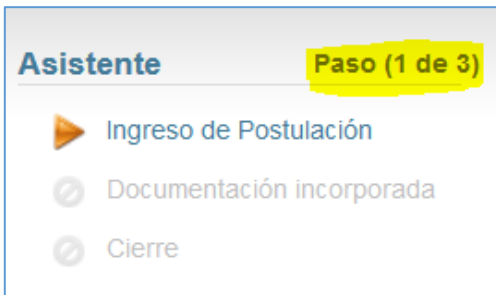 Asistente Paso (1 de 3)
Ingreso de Postulación
Documentación incorporada
Cierre